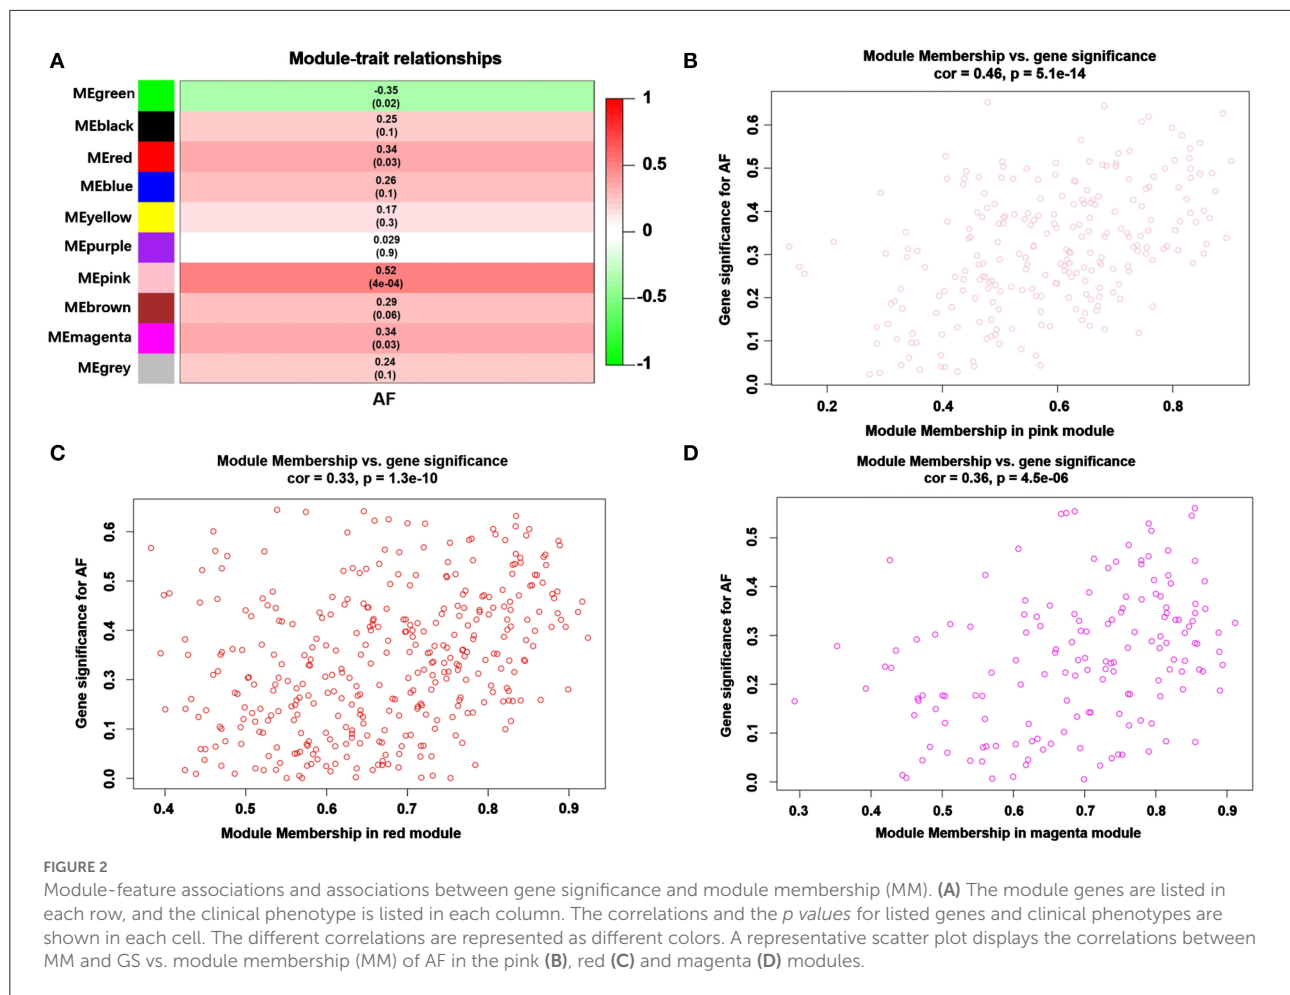 A
Module-trait relationships
MEgreen
-0.35
(0.02)
MEblack
0.25
(0.1)
MEred
0.34
(0.03)
MEblue
0.26
(0.1)
MEyellow
0.17
(0.3)
MEpurple
0.029
(0.9)
MEpink
0.52
(4e-04)
MEbrown
0.29
(0.06)
MEmagenta
0.34
(0.03)
MEgrey
0.24
(0.1)
AF
1
0.5
0
-0.5
-1
B
Module Membership vs. gene significance
cor = 0.46, p = 5.1e-14
Gene significance for AF
0.6
0.5
0.4
0.3
0.2
0.1
0.0
0.2 0.4 0.6 0.8
Module Membership in pink module
C
Module Membership vs. gene significance
cor = 0.33, p = 1.3e-10
Gene significance for AF
0.6
0.5
0.4
0.3
0.2
0.1
0.0
0.4 0.5 0.6 0.7 0.8 0.9
Module Membership in red module
D
Module Membership vs. gene significance
cor = 0.36, p = 4.5e-06
Gene significance for AF
0.5
0.4
0.3
0.2
0.1
0.0
0.3 0.4 0.5 0.6 0.7 0.8 0.9
Module Membership in magenta module
FIGURE 2
Module-feature associations and associations between gene significance and module membership (MM). (A) The module genes are listed in
each row, and the clinical phenotype is listed in each column. The correlations and the p values for listed genes and clinical phenotypes are
shown in each cell. The different correlations are represented as different colors. A representative scatter plot displays the correlations between
MM and GS vs. module membership (MM) of AF in the pink (B), red (C) and magenta (D) modules.